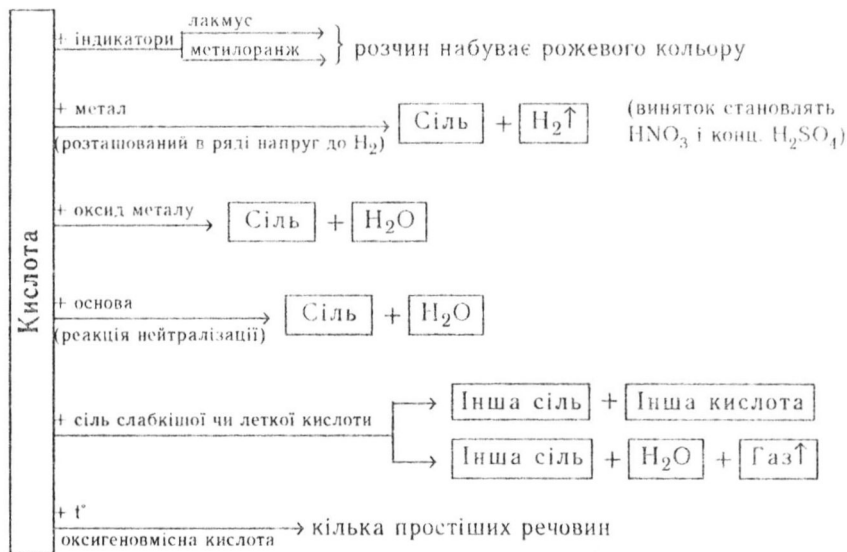 Кислота
+ індикатори
лакмус
метилоранж
} розчин набуває рожевого кольору
+ метал
(розташований в ряді напруг до H₂)
Сіль + H₂↑
(виняток становлять
HNO₃ і конц. H₂SO₄)
+ оксид металу
Сіль + H₂O
+ основа
(реакція нейтралізації)
Сіль + H₂O
+ сіль слабкішої чи леткої кислоти
Інша сіль + Інша кислота
Інша сіль + H₂O + Газ↑
+ t°
оксигеновмісна кислота
кілька простіших речовин